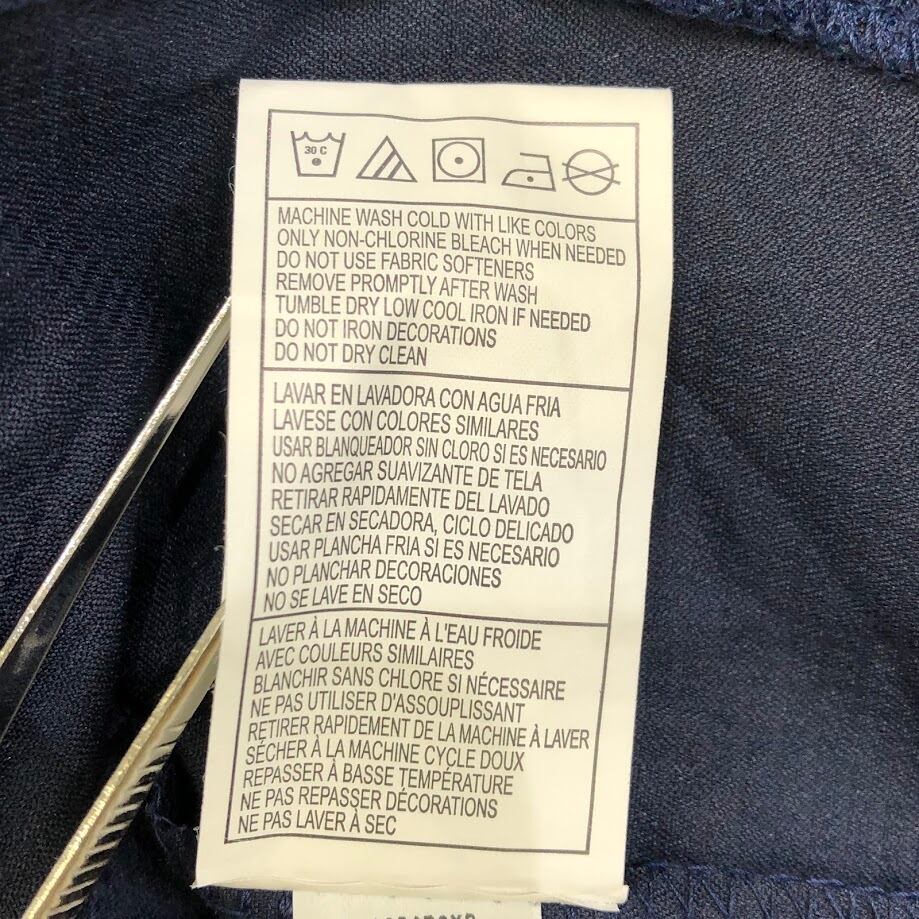 30 C
MACHINE WASH COLD WITH LIKE COLORS
ONLY NON-CHLORINE BLEACH WHEN NEEDED
DO NOT USE FABRIC SOFTENERS
REMOVE PROMPTLY AFTER WASH
TUMBLE DRY LOW COOL IRON IF NEEDED
DO NOT IRON DECORATIONS
DO NOT DRY CLEAN
LAVAR EN LAVADORA CON AGUA FRIA
LAVESE CON COLORES SIMILARES
USAR BLANQUEADOR SIN CLORO SI ES NECESARIO
NO AGREGAR SUAVIZANTE DE TELA
RETIRAR RAPIDAMENTE DEL LAVADO
SECAR EN SECADORA, CICLO DELICADO
USAR PLANCHA FRIA SI ES NECESARIO
NO PLANCHAR DECORACIONES
NO SE LAVE EN SECO
LAVER À LA MACHINE À L'EAU FROIDE
AVEC COULEURS SIMILAIRES
BLANCHIR SANS CHLORE SI NÉCESSAIRE
NE PAS UTILISER D'ASSOUPLISSANT
RETIRER RAPIDEMENT DE LA MACHINE À LAVER
SÉCHER À LA MACHINE CYCLE DOUX
REPASSER À BASSE TEMPÉRATURE
NE PAS REPASSER DÉCORATIONS
NE PAS LAVER À SEC